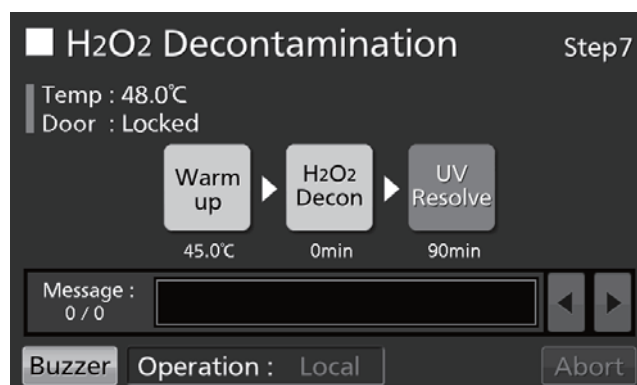 H2O2 Decontamination Step7
Temp : 48.0℃
Door : Locked
Warm up
H2O2 Decon
UV Resolve
45.0℃ 0min 90min
Message :
0 / 0
Buzzer Operation : Local Abort